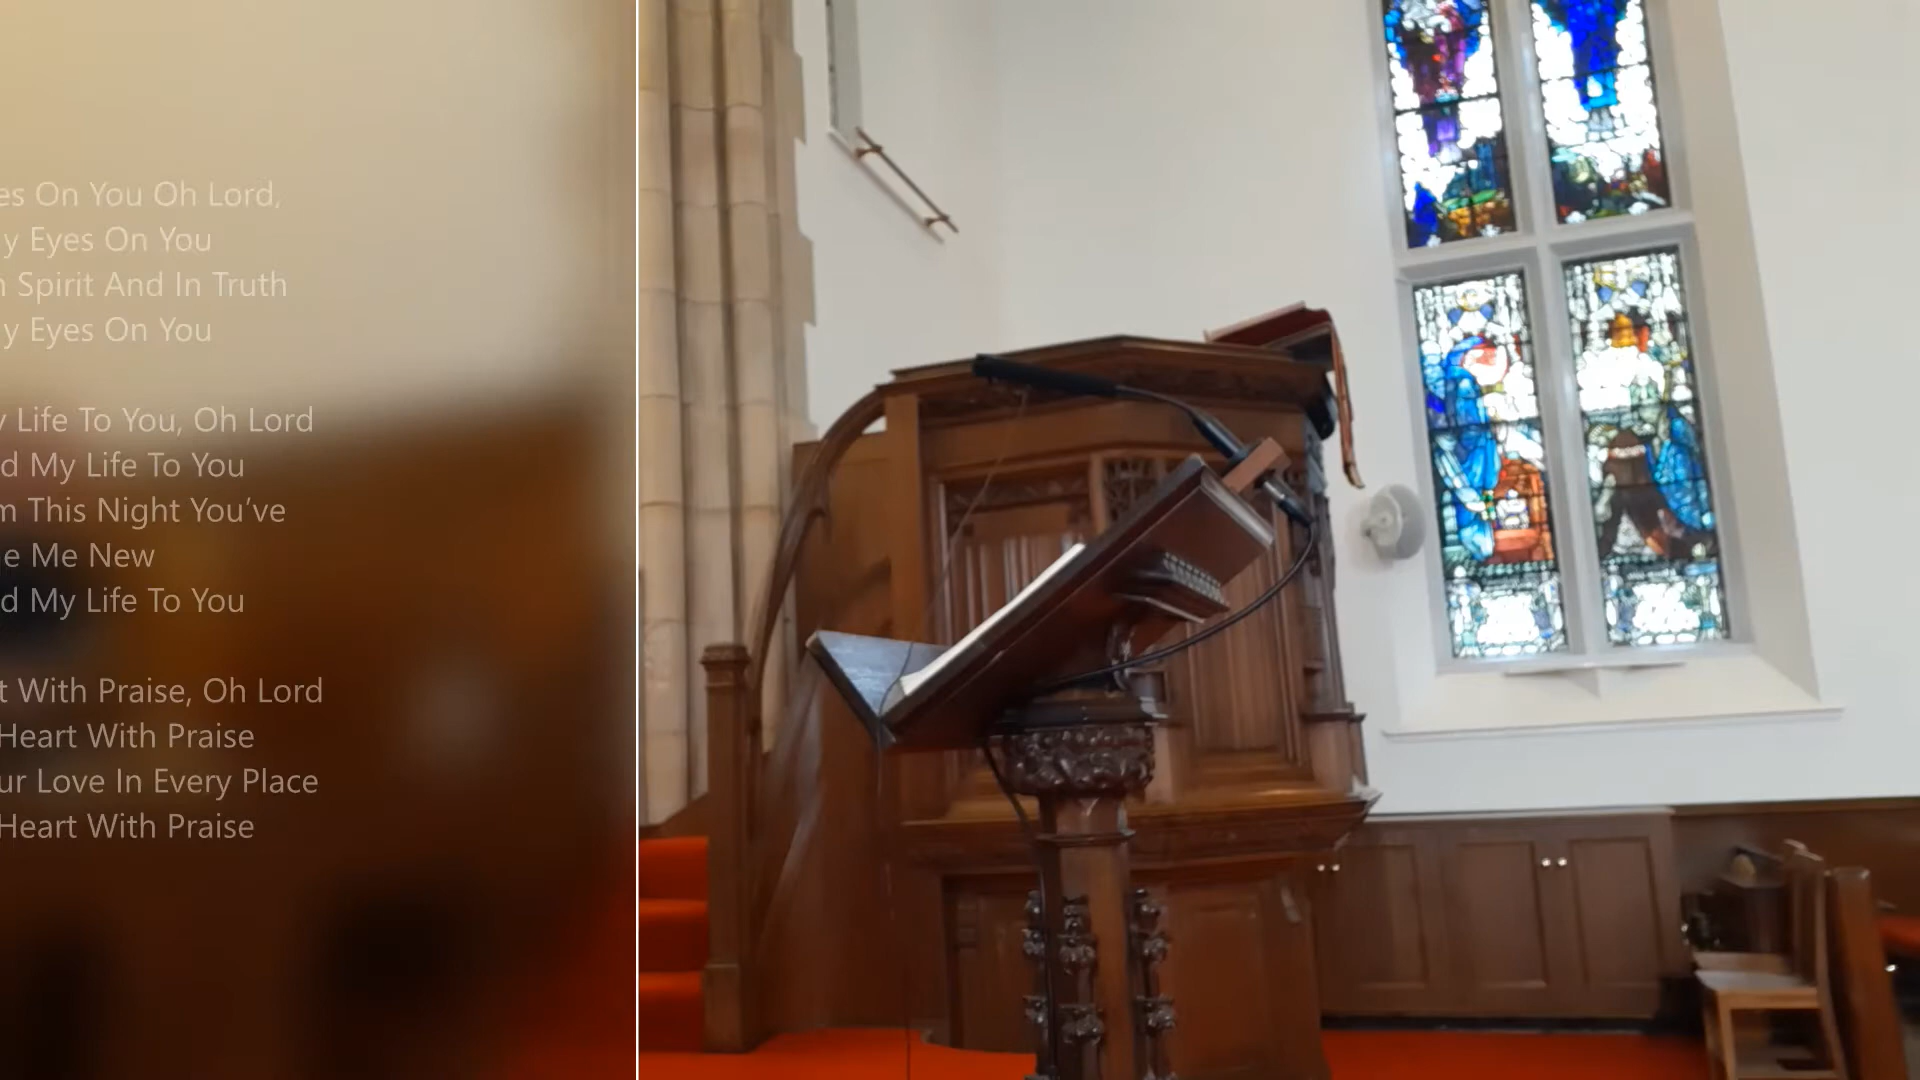 es On You Oh Lord,
y Eyes On You
n Spirit And In Truth
y Eyes On You
y Life To You, Oh Lord
d My Life To You
m This Night You've
e Me New
d My Life To You
t With Praise, Oh Lord
Heart With Praise
ur Love In Every Place
Heart With Praise